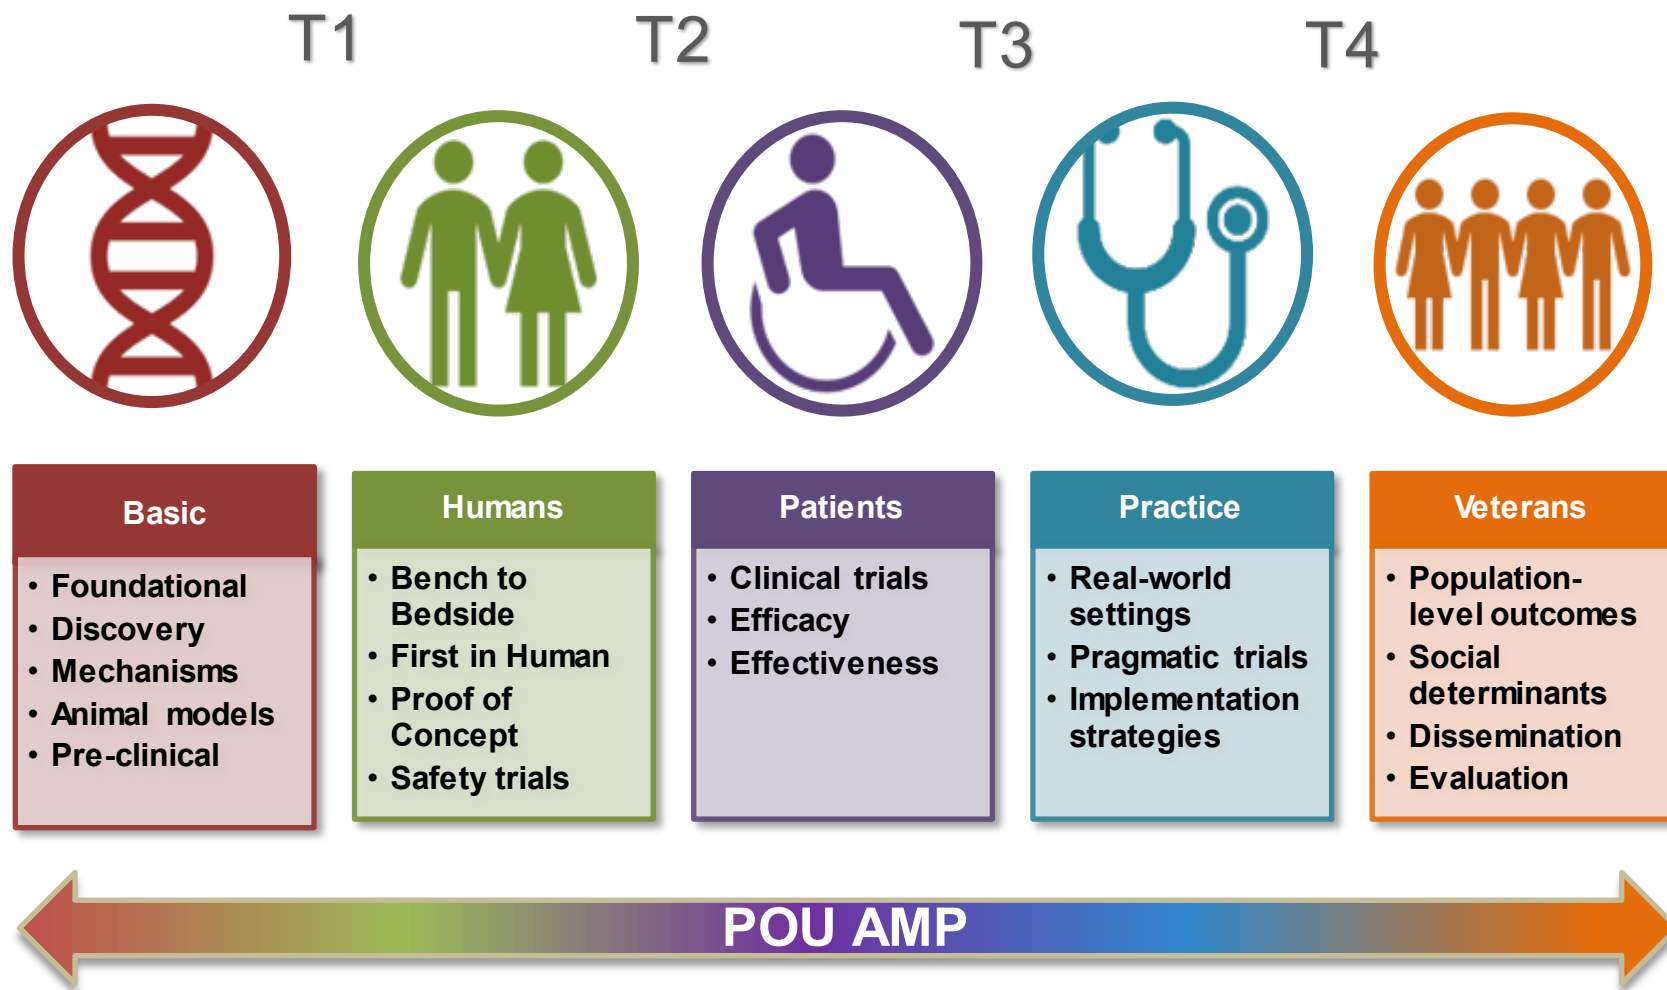 T1 T2 T3 T4
Basic
• Foundational
• Discovery
• Mechanisms
• Animal models
• Pre-clinical
Humans
• Bench to
Bedside
• First in Human
• Proof of
Concept
• Safety trials
Patients
• Clinical trials
• Efficacy
• Effectiveness
Practice
• Real-world
settings
• Pragmatic trials
• Implementation
strategies
Veterans
• Population-
level outcomes
• Social
determinants
• Dissemination
• Evaluation
POU AMP